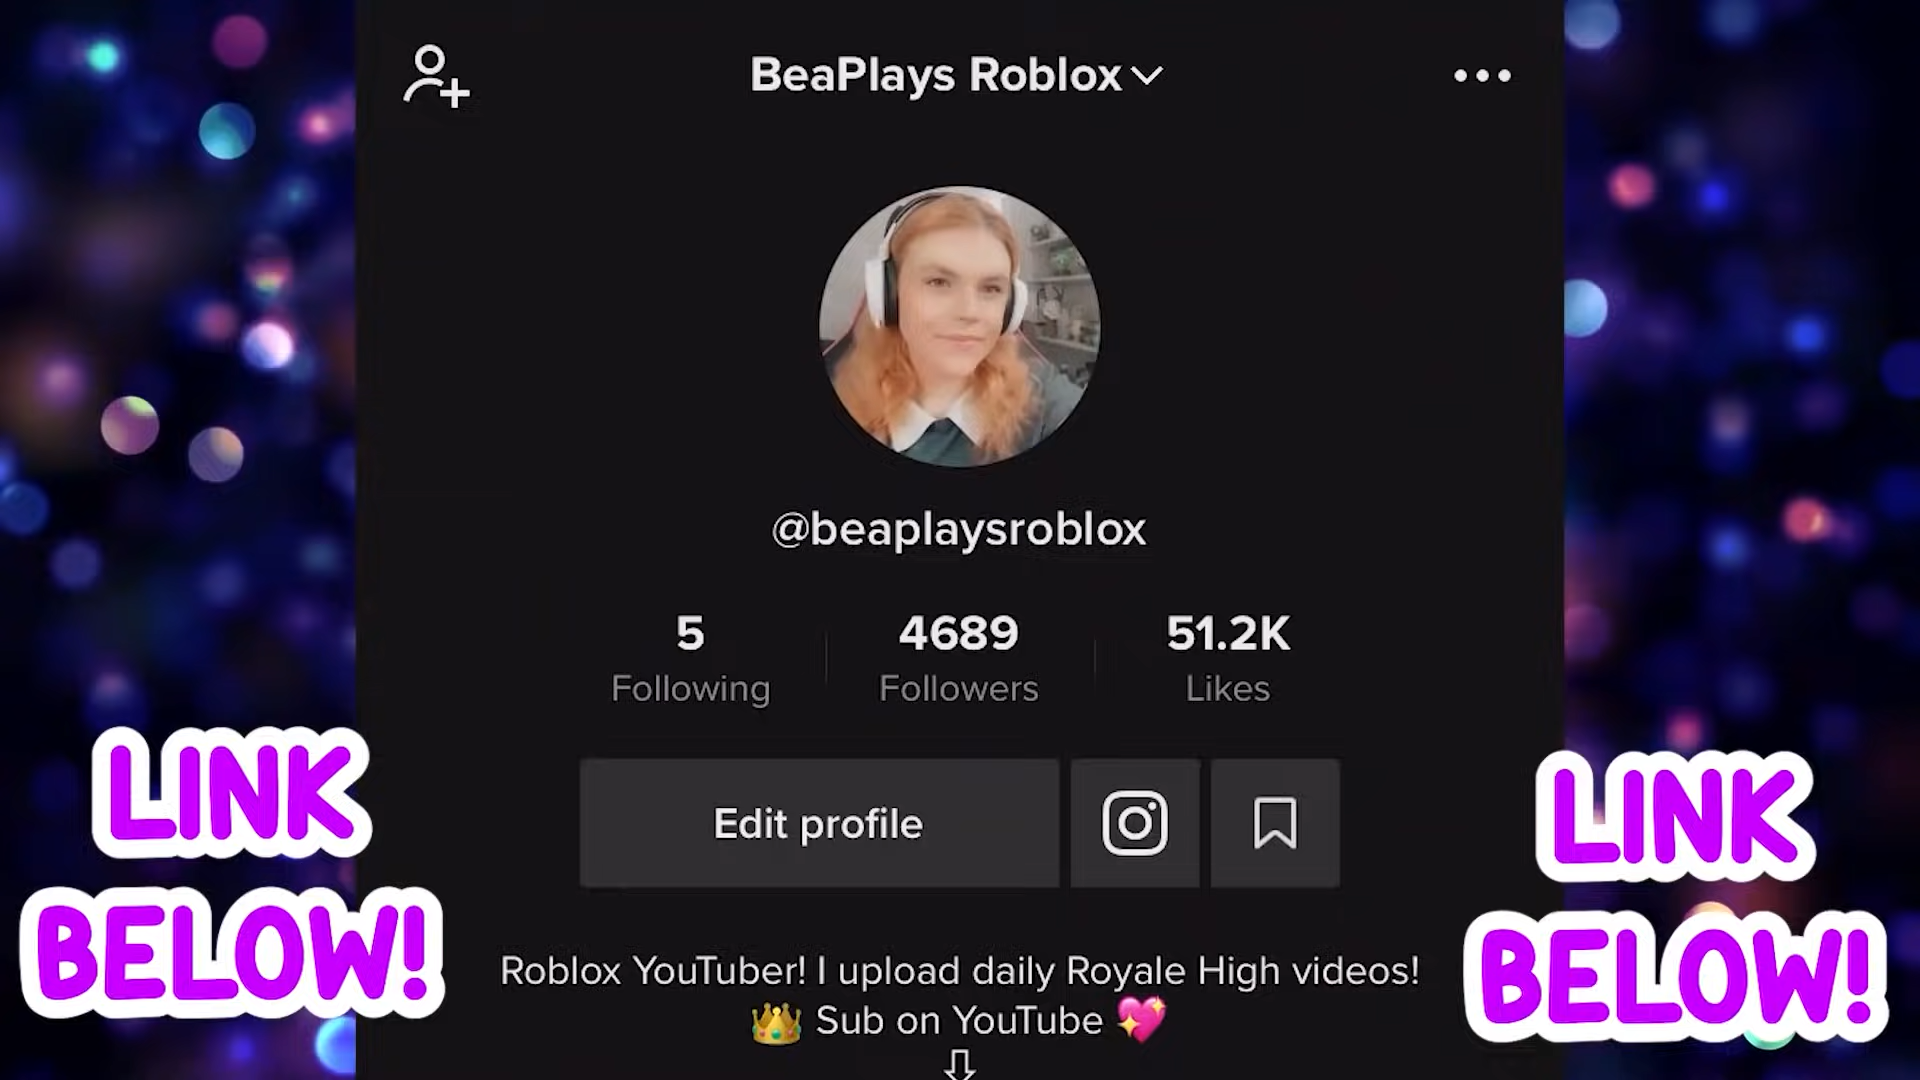 BeaPlays Roblox
@beaplaysroblox
5 4689 51.2K
Following Followers Likes
Edit profile
LINK
BELOW!
LINK
BELOW!
Roblox YouTuber! I upload daily Royale High videos!
👑 Sub on YouTube 💖